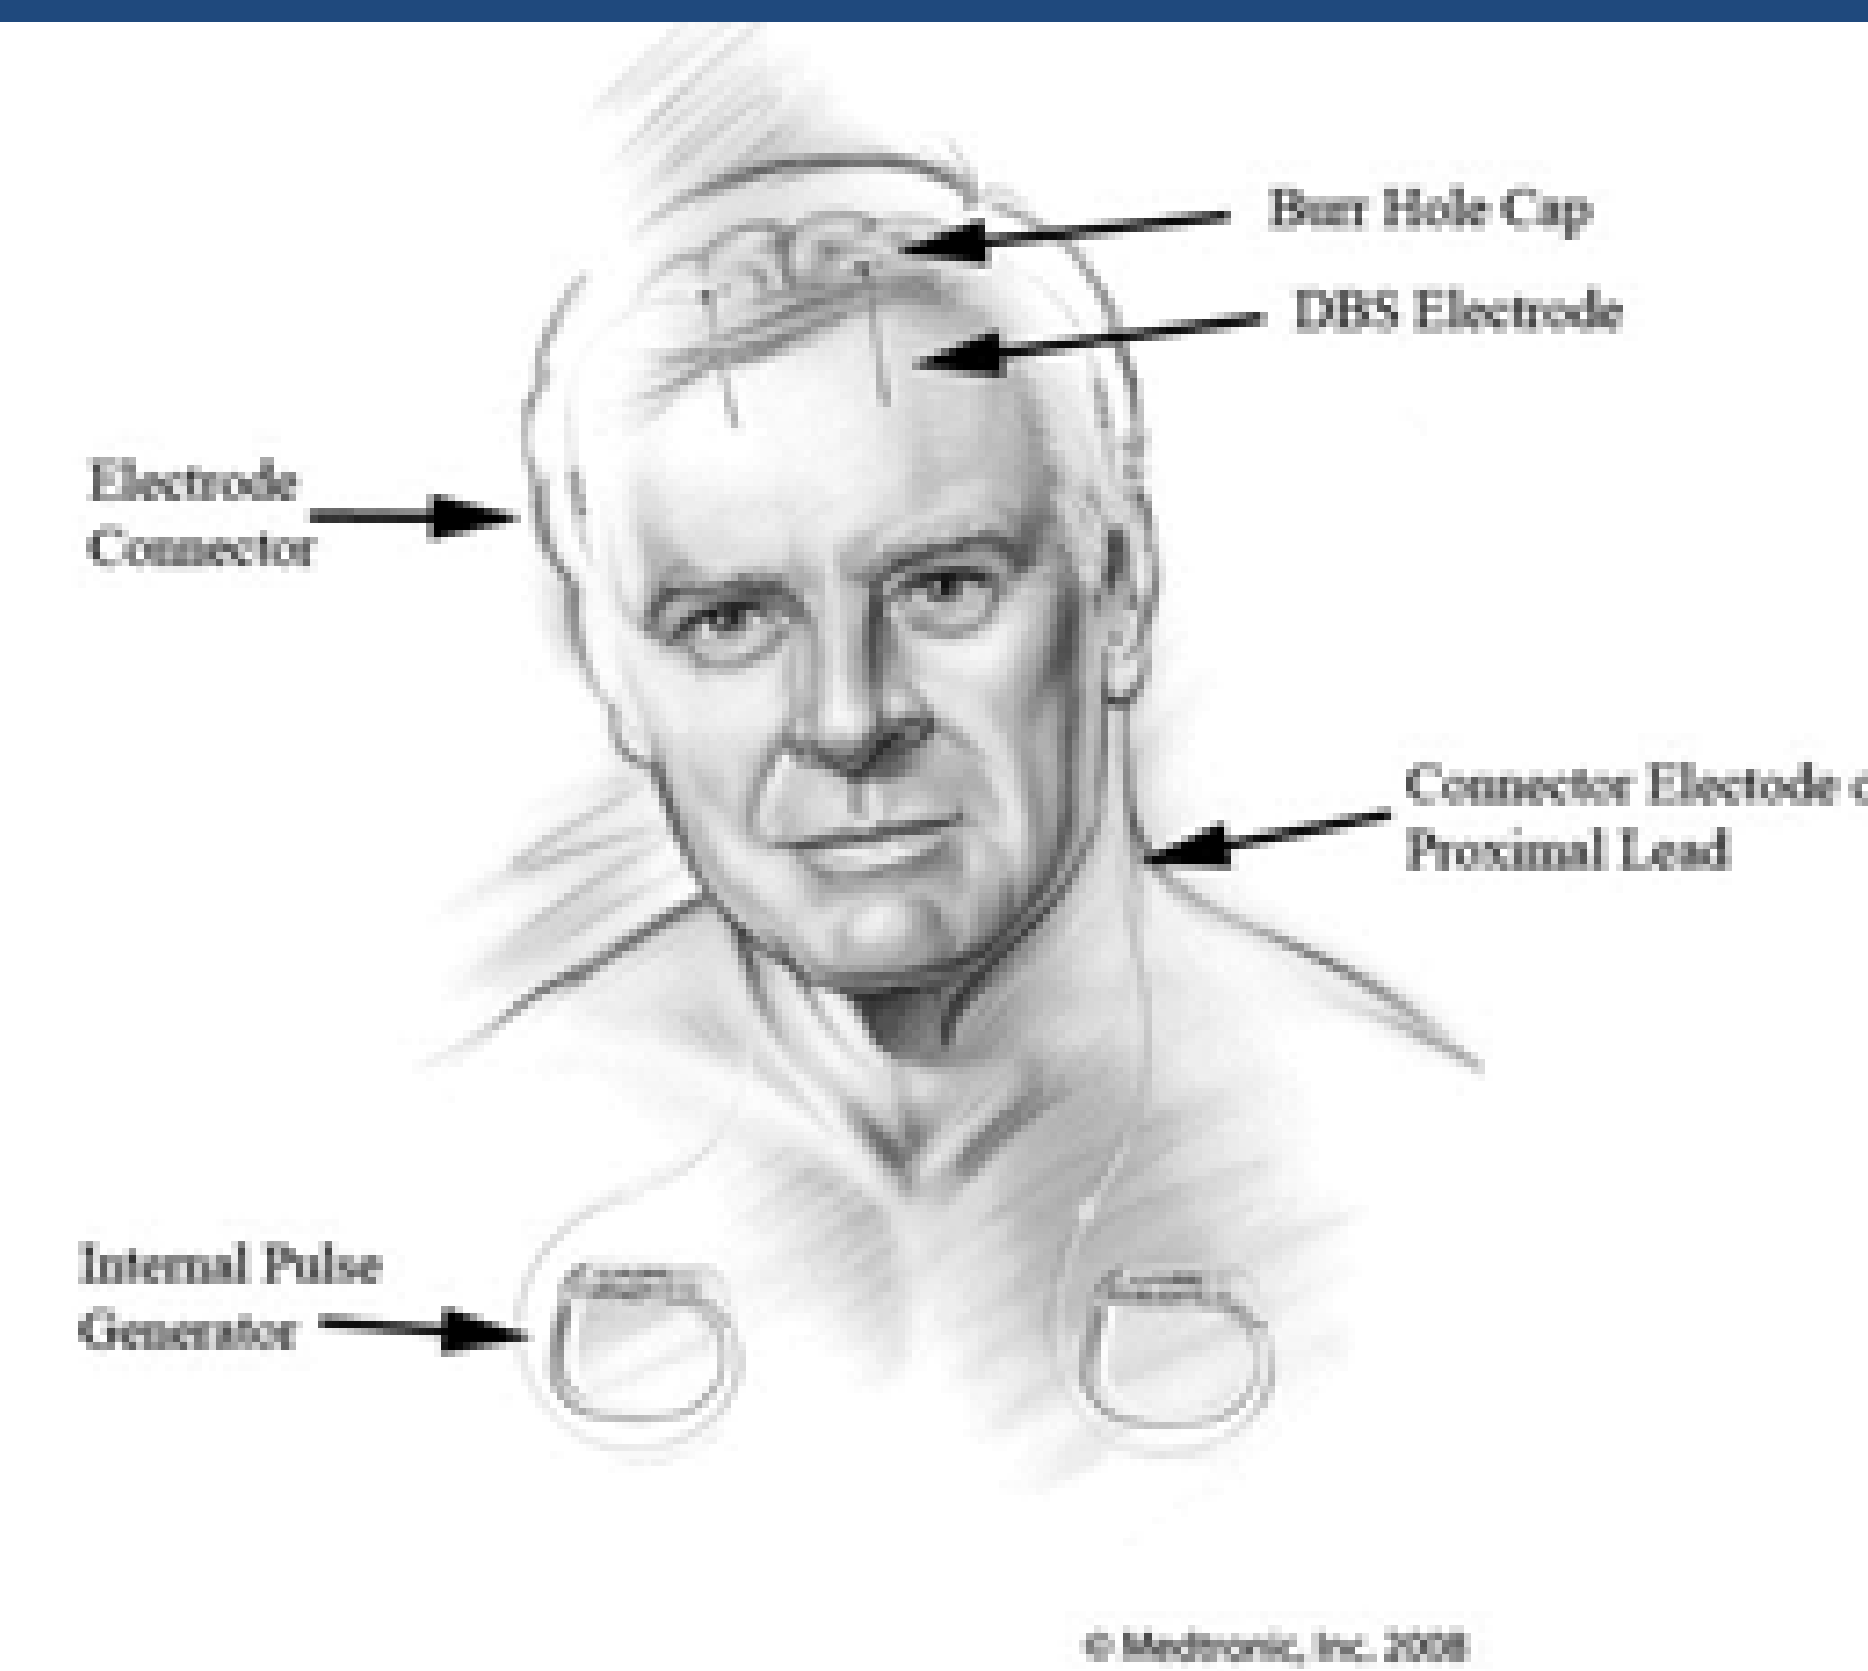 Burr Hole Cap
DBS Electrode
Electrode
Connector
Connector Electode
Proximal Lead
Internal Pulse
Generator
© Medtronic, Inc. 2008